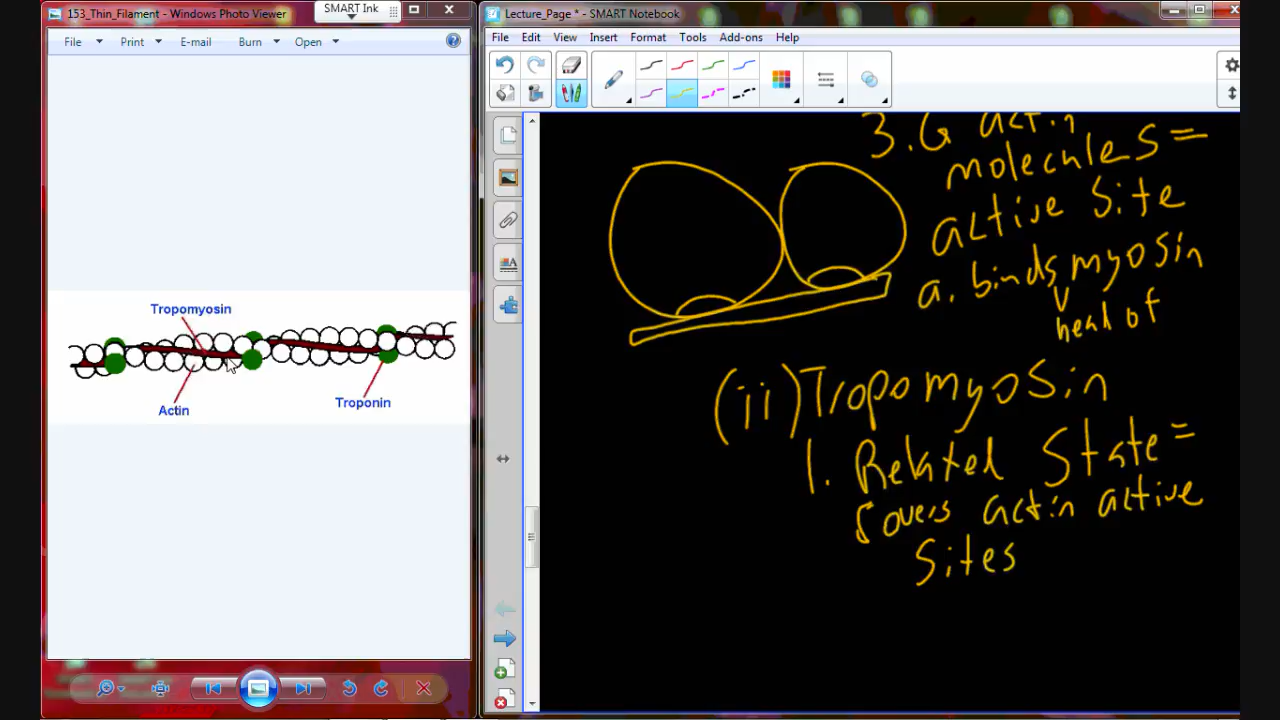 153_Thin_Filament - Windows Photo Viewer
SMART Ink
File Print E-mail Burn Open
Tropomyosin
Actin
Troponin
Lecture_Page * - SMART Notebook
File Edit View Insert Format Tools Add-ons Help
3. G actin
molecules =
active site
a. binds myosin
head of
(ii) Tropomyosin
1. Related State =
covers actin active
Sites